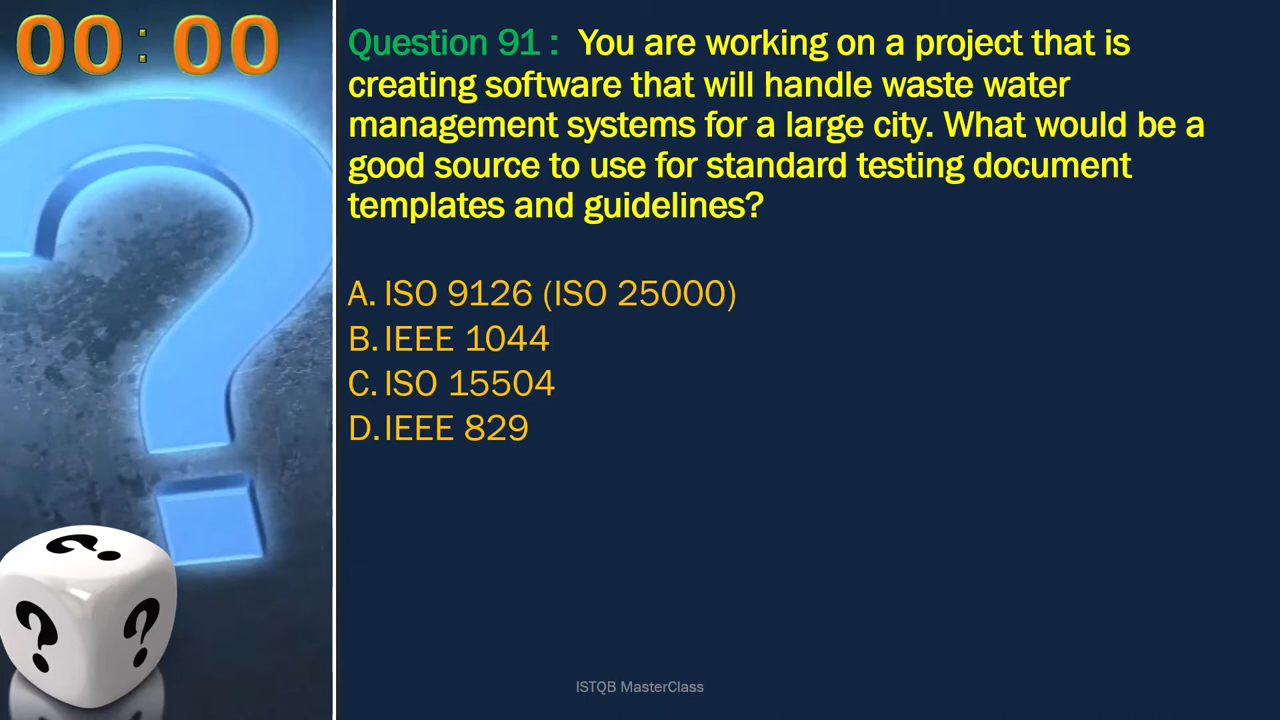 00:00
Question 91 : You are working on a project that is
creating software that will handle waste water
management systems for a large city. What would be a
good source to use for standard testing document
templates and guidelines?
A. ISO 9126 (ISO 25000)
B. IEEE 1044
C. ISO 15504
D. IEEE 829
? ? ?
ISTQB MasterClass